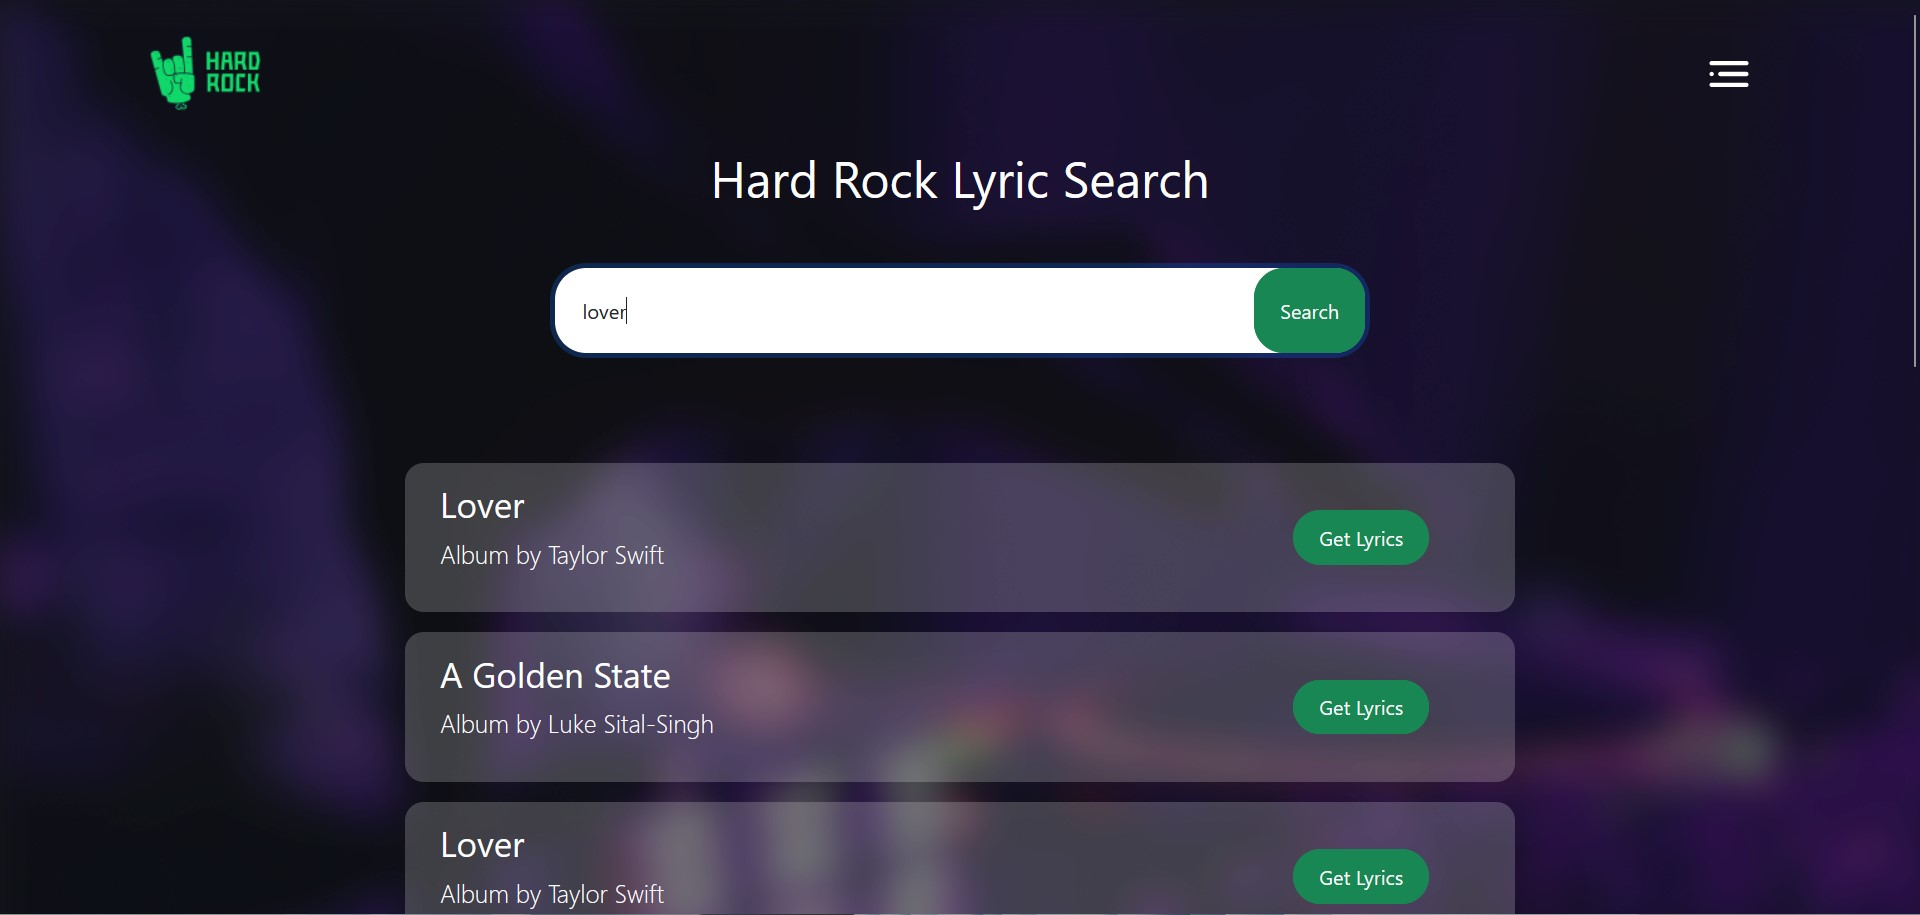 HARD
ROCK
Hard Rock Lyric Search
lover
Search
Lover
Album by Taylor Swift
Get Lyrics
A Golden State
Album by Luke Sital-Singh
Get Lyrics
Lover
Album by Taylor Swift
Get Lyrics